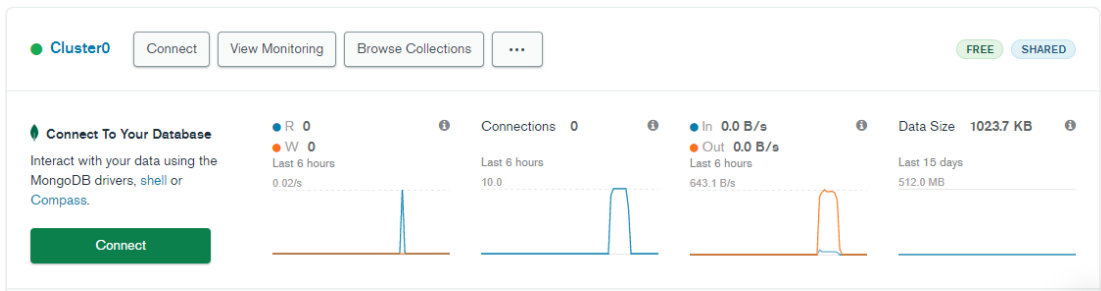 Cluster0 Connect View Monitoring Browse Collections ... FREE SHARED
Connect To Your Database
Interact with your data using the
MongoDB drivers, shell or
Compass.
Connect
R 0
W 0
Last 6 hours
0.02/s
Connections 0
Last 6 hours
10.0
In 0.0 B/s
Out 0.0 B/s
Last 6 hours
643.1 B/s
Data Size 1023.7 KB
Last 15 days
512.0 MB